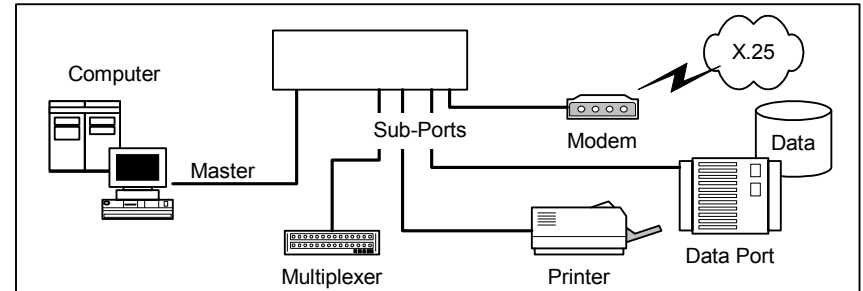 X.25
Computer
Sub-Ports
Modem
Data
Master
Multiplexer
Printer
Data Port